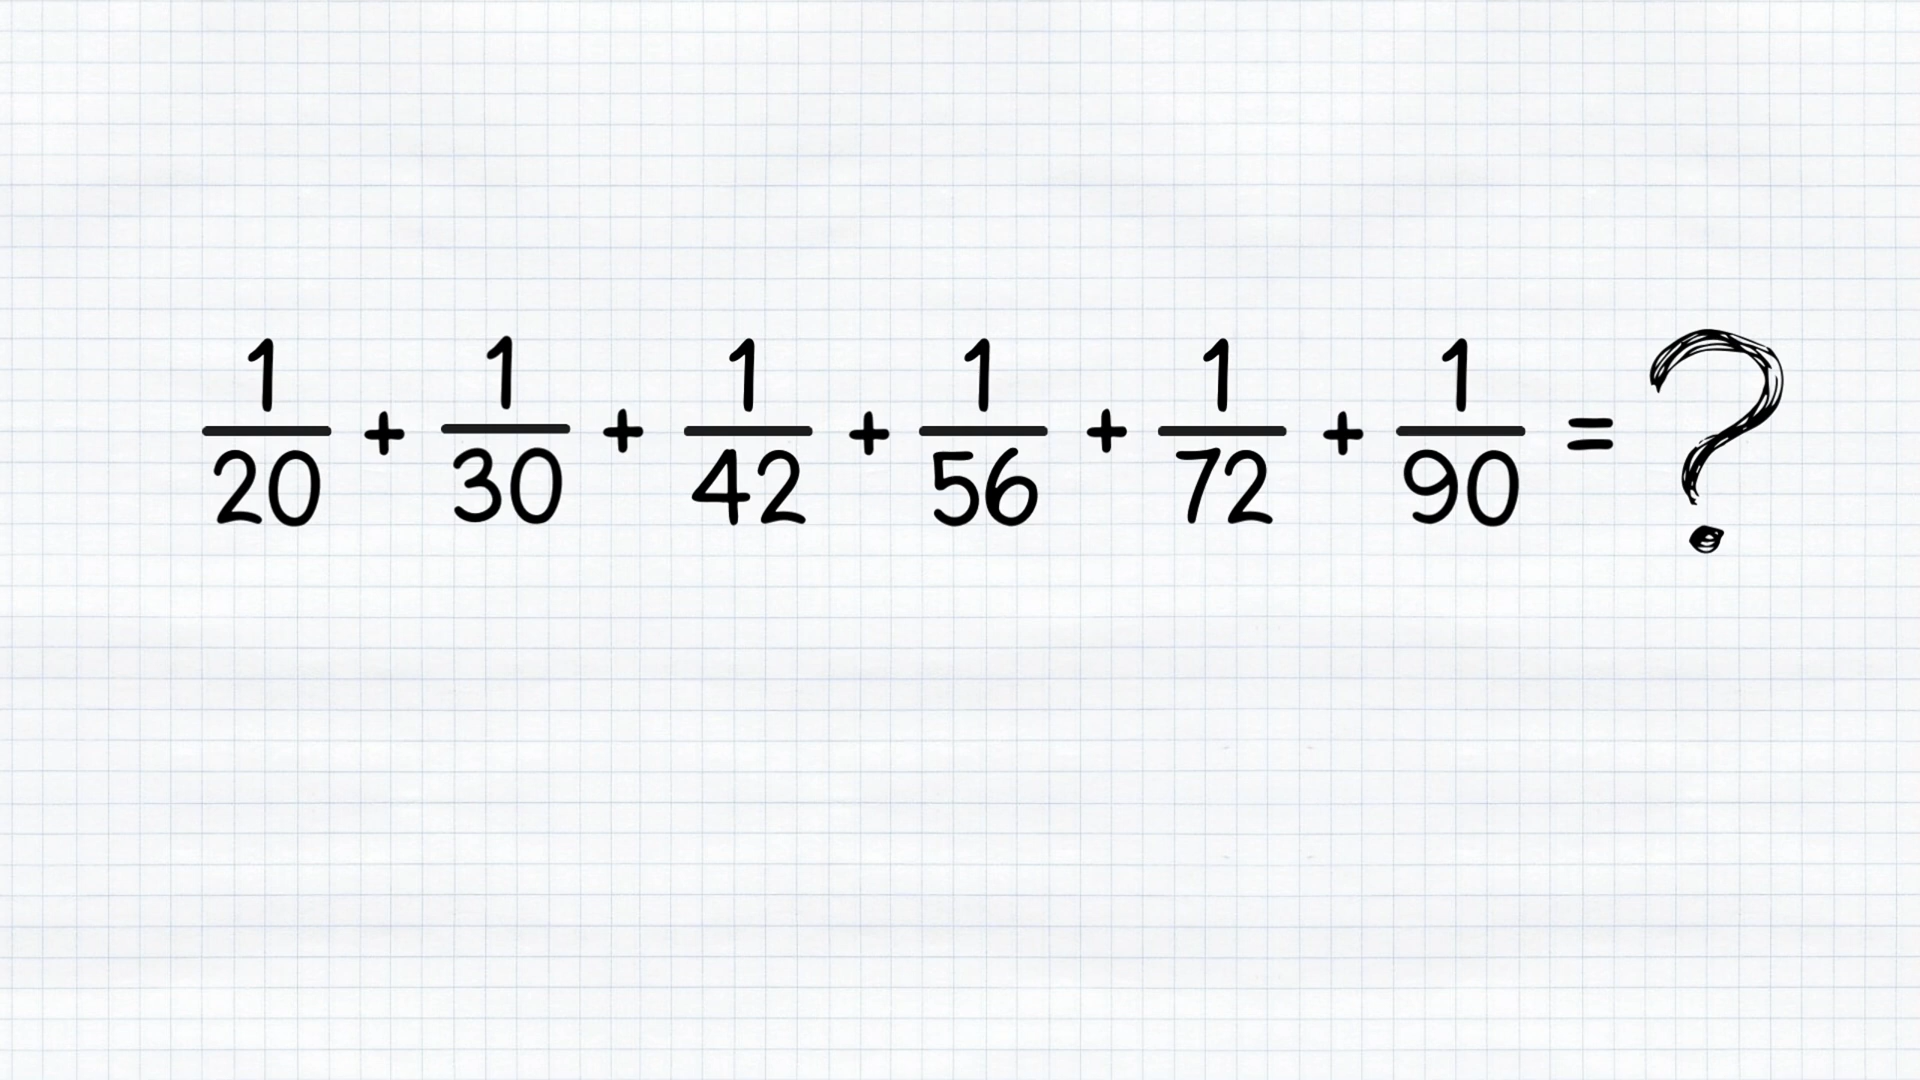 1/20 + 1/30 + 1/42 + 1/56 + 1/72 + 1/90 = ?